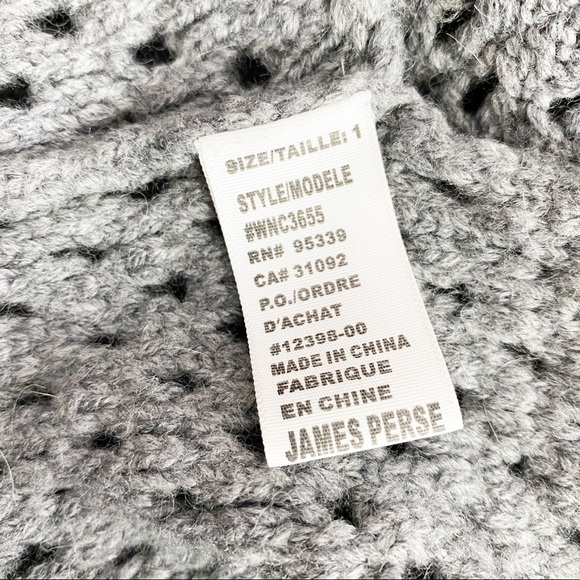 SIZE/TAILLE: 1
STYLE/MODELE
#WNC3655
RN# 95339
CA# 31092
P.O./ORDRE
D'ACHAT
#12398-00
MADE IN CHINA
FABRIQUE
EN CHINE
JAMES PERSE